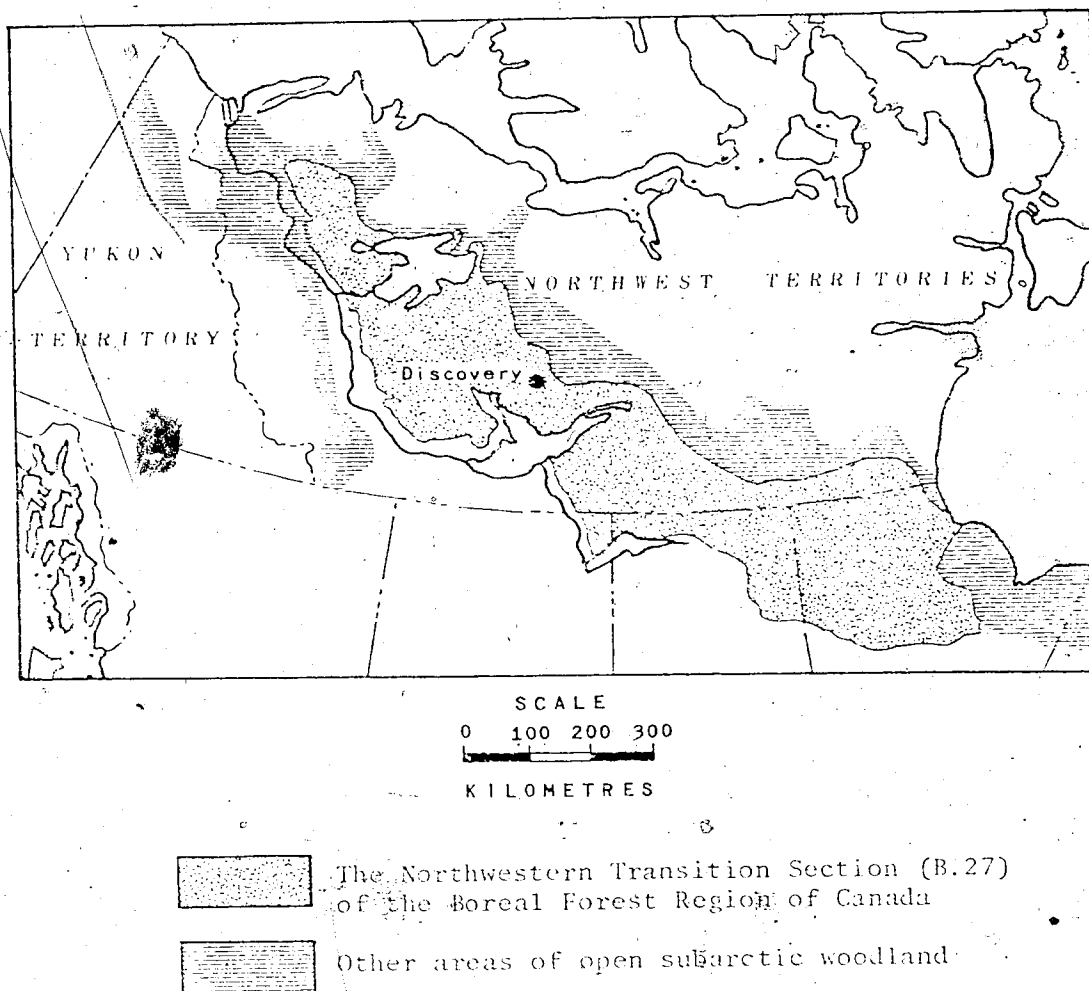 YUKON
TERRITORY
NORTHWEST TERRITORIES
Discovery
SCALE
0 100 200 300
KILOMETRES
The Northwestern Transition Section (B.27)
of the Boreal Forest Region of Canada
Other areas of open subarctic woodland